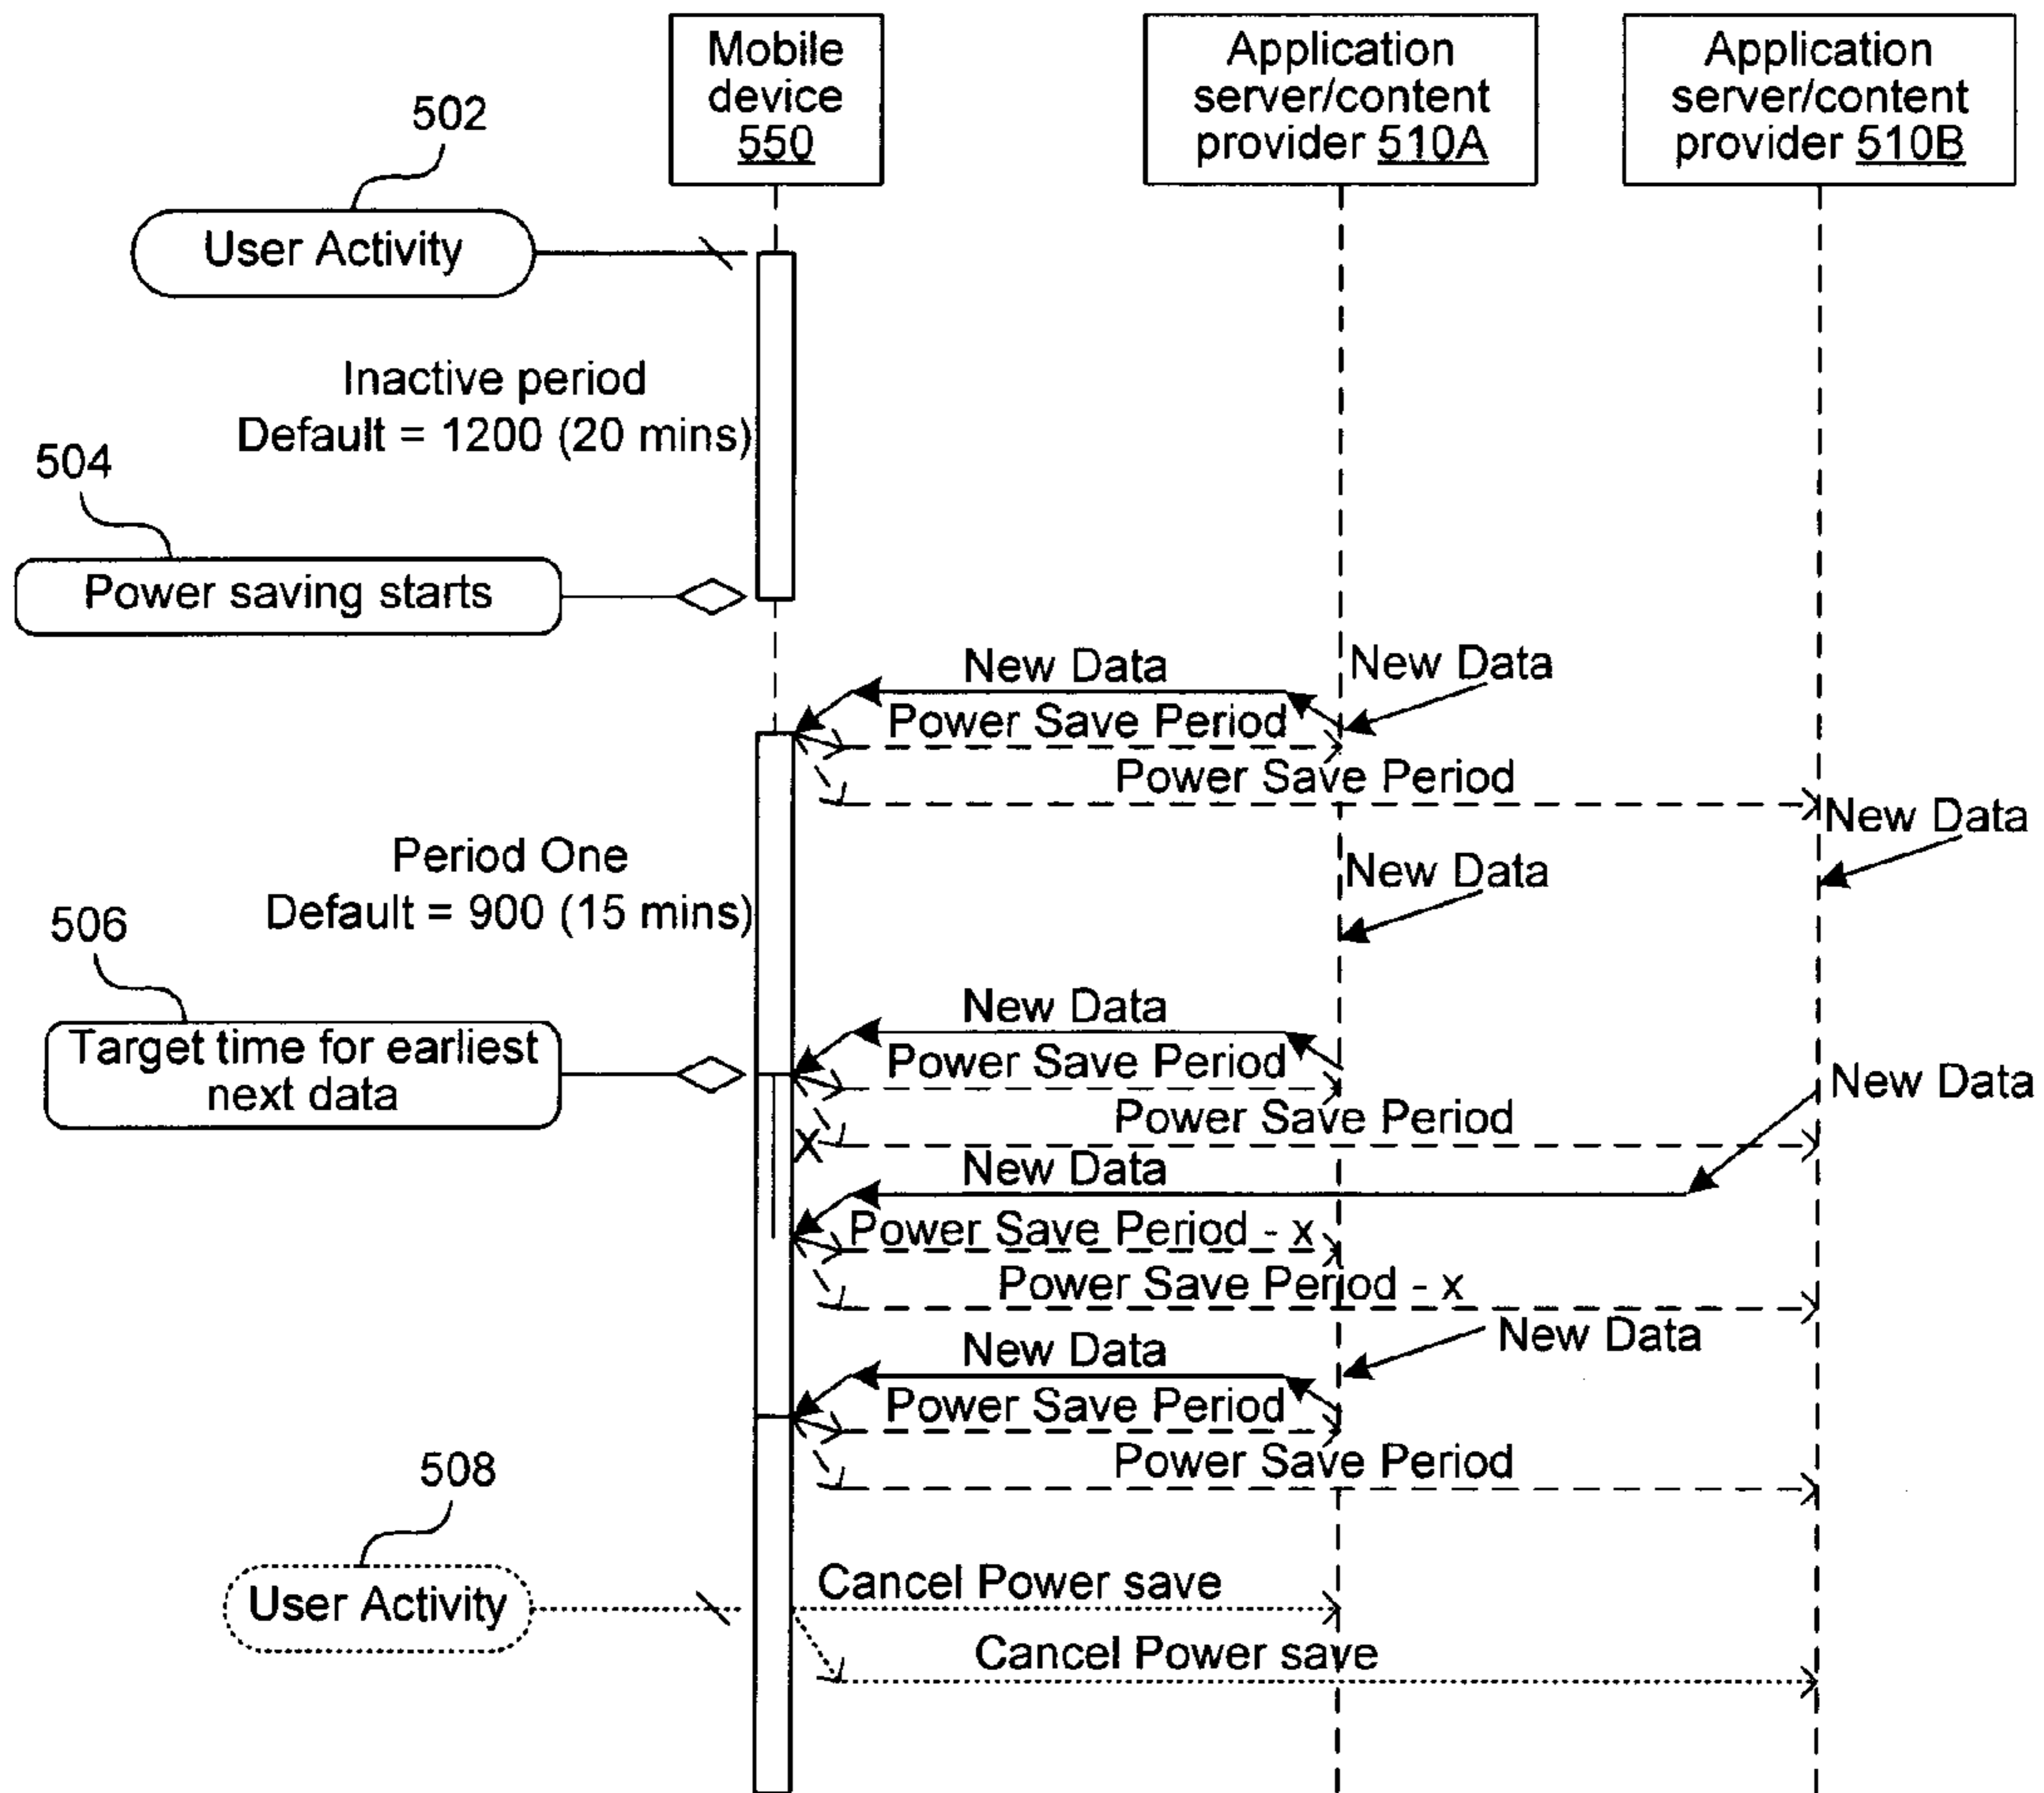 Mobile
device
550
Application
server/content
provider 510A
Application
server/content
provider 510B
502
User Activity
Inactive period
Default = 1200 (20 mins)
504
Power saving starts
New Data
New Data
Power Save Period
Power Save Period
New Data
Period One
Default = 900 (15 mins)
New Data
506
Target time for earliest
next data
New Data
Power Save Period
New Data
Power Save Period
X
New Data
Power Save Period - x
Power Save Period - x
New Data
New Data
Power Save Period
Power Save Period
508
User Activity
Cancel Power save
Cancel Power save